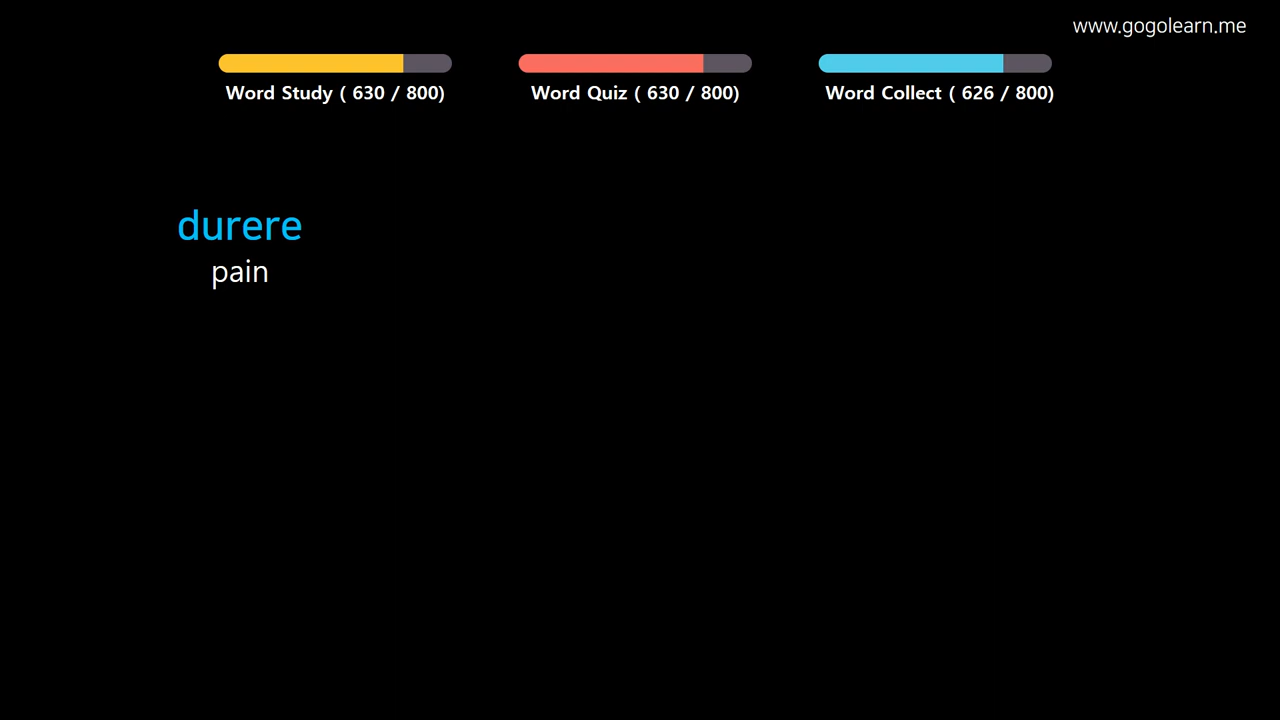 www.gogolearn.me
Word Study ( 630 / 800)
Word Quiz ( 630 / 800)
Word Collect ( 626 / 800)
durere
pain